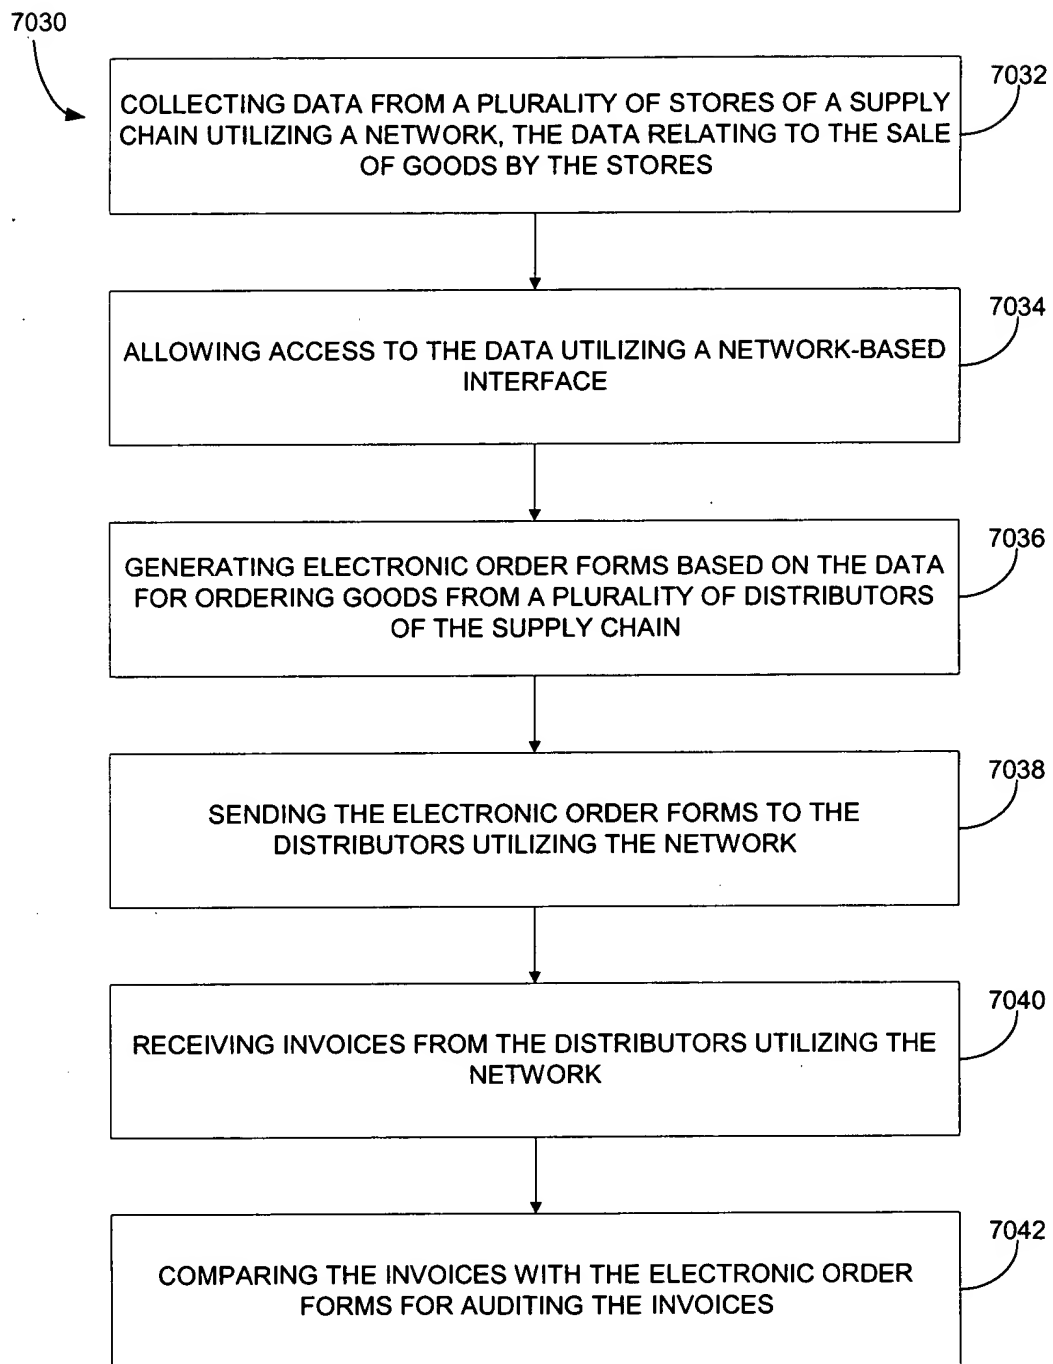 7030
7032
COLLECTING DATA FROM A PLURALITY OF STORES OF A SUPPLY
CHAIN UTILIZING A NETWORK, THE DATA RELATING TO THE SALE
OF GOODS BY THE STORES
7034
ALLOWING ACCESS TO THE DATA UTILIZING A NETWORK-BASED
INTERFACE
7036
GENERATING ELECTRONIC ORDER FORMS BASED ON THE DATA
FOR ORDERING GOODS FROM A PLURALITY OF DISTRIBUTORS
OF THE SUPPLY CHAIN
7038
SENDING THE ELECTRONIC ORDER FORMS TO THE
DISTRIBUTORS UTILIZING THE NETWORK
7040
RECEIVING INVOICES FROM THE DISTRIBUTORS UTILIZING THE
NETWORK
7042
COMPARING THE INVOICES WITH THE ELECTRONIC ORDER
FORMS FOR AUDITING THE INVOICES